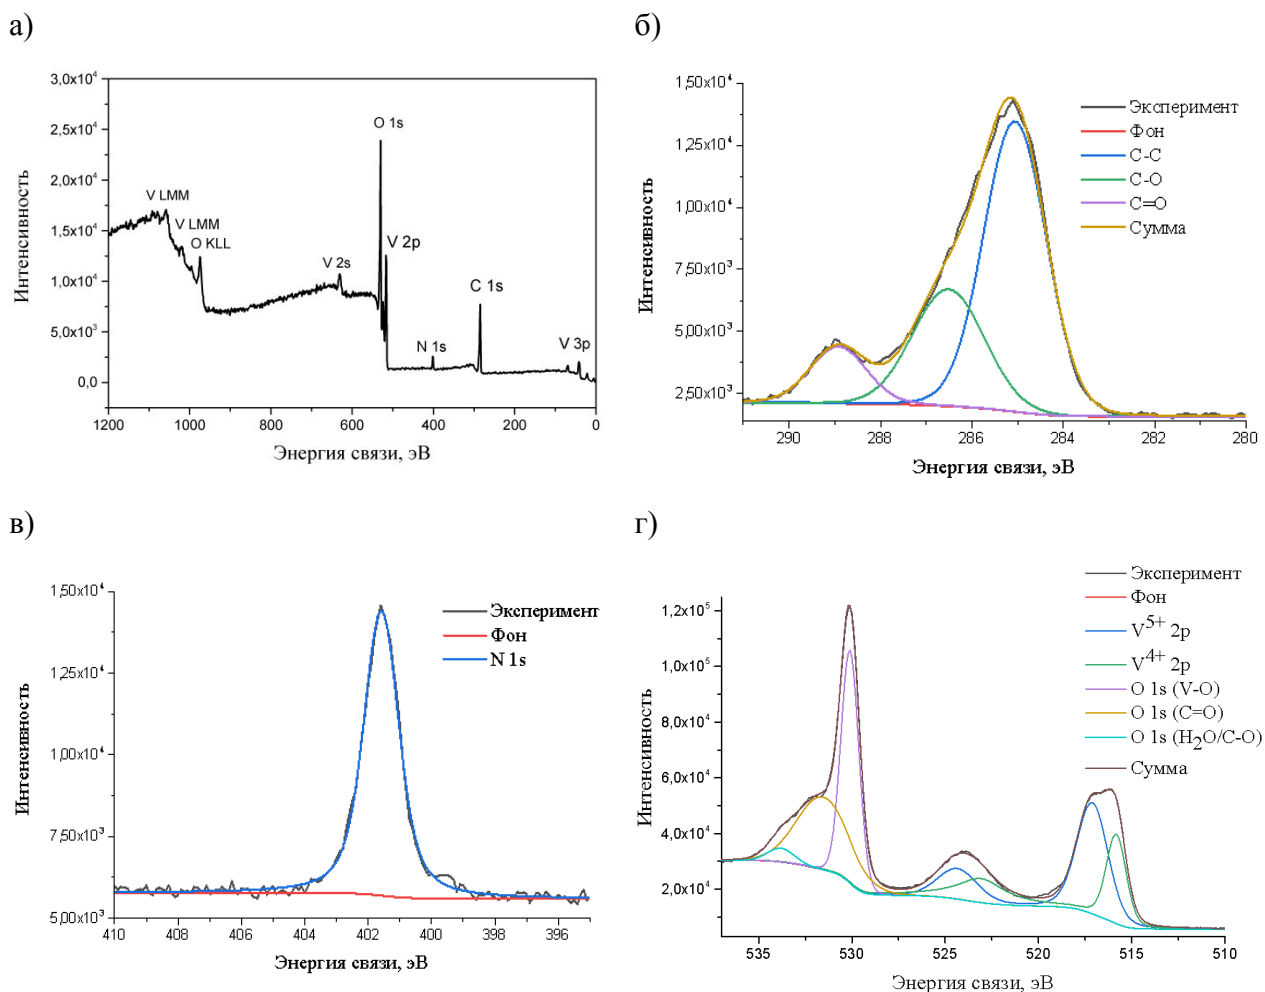 а)
3,0x10⁴
2,5x10⁴
2,0x10⁴
1,5x10⁴
1,0x10⁴
5,0x10³
0,0
Интенсивность
V LMM
V LMM
O KLL
V 2s
O 1s
V 2p
N 1s
C 1s
V 3p
1200 1000 800 600 400 200 0
Энергия связи, эВ
б)
1,50x10⁴
1,25x10⁴
1,00x10⁴
7,50x10³
5,00x10³
2,50x10³
Интенсивность
Эксперимент
Фон
C-C
C-O
C=O
Сумма
290 288 286 284 282 280
Энергия связи, эВ
в)
1,50x10⁴
1,25x10⁴
1,00x10⁴
7,50x10³
5,00x10³
Интенсивность
Эксперимент
Фон
N 1s
410 408 406 404 402 400 398 396
Энергия связи, эВ
г)
1,2x10⁵
1,0x10⁵
8,0x10⁴
6,0x10⁴
4,0x10⁴
2,0x10⁴
Интенсивность
Эксперимент
Фон
V⁵⁺ 2p
V⁴⁺ 2p
O 1s (V-O)
O 1s (C=O)
O 1s (H₂O/C-O)
Сумма
535 530 525 520 515 510
Энергия связи, эВ